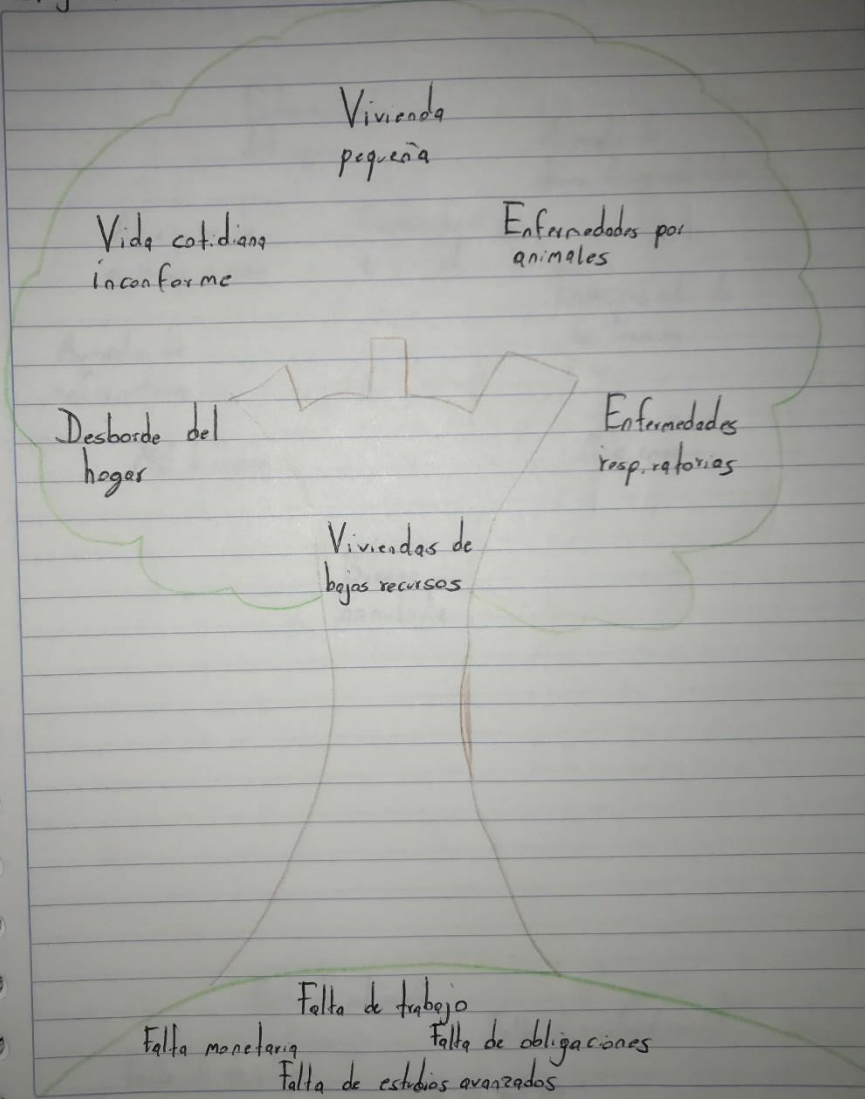 Vivienda
pequeña
Vida cotidiana
inconforme
Enfermedades por
animales
Desborde del
hogar
Enfermedades
respiratorias
Viviendas de
bajos recursos
Falta de trabajo
Falta monetaria
Falta de obligaciones
Falta de estudios avanzados